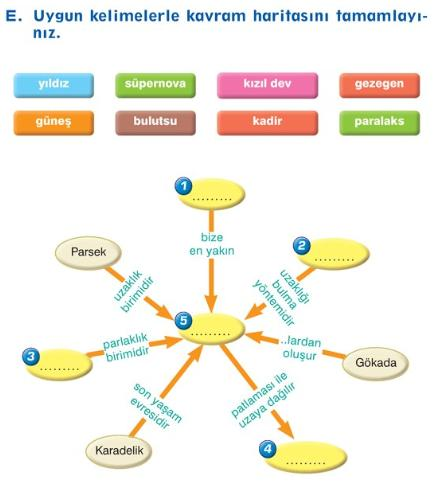 E. Uygun kelimelerle kavram haritasını tamamlayı-
nız.
yıldız süpernova kızıl dev gezegen
güneş bulutsu kadir paralaks
1 .........
bize
en yakın
Parsek
uzaklık
birimidir
2 .........
uzaklığı
bulma
yöntemidir
5 .........
3 .........
parlaklık
birimidir
..lardan
oluşur
Gökada
son yaşam
evresidir
Karadelik
patlaması ile
uzaya dağılır
4 .........